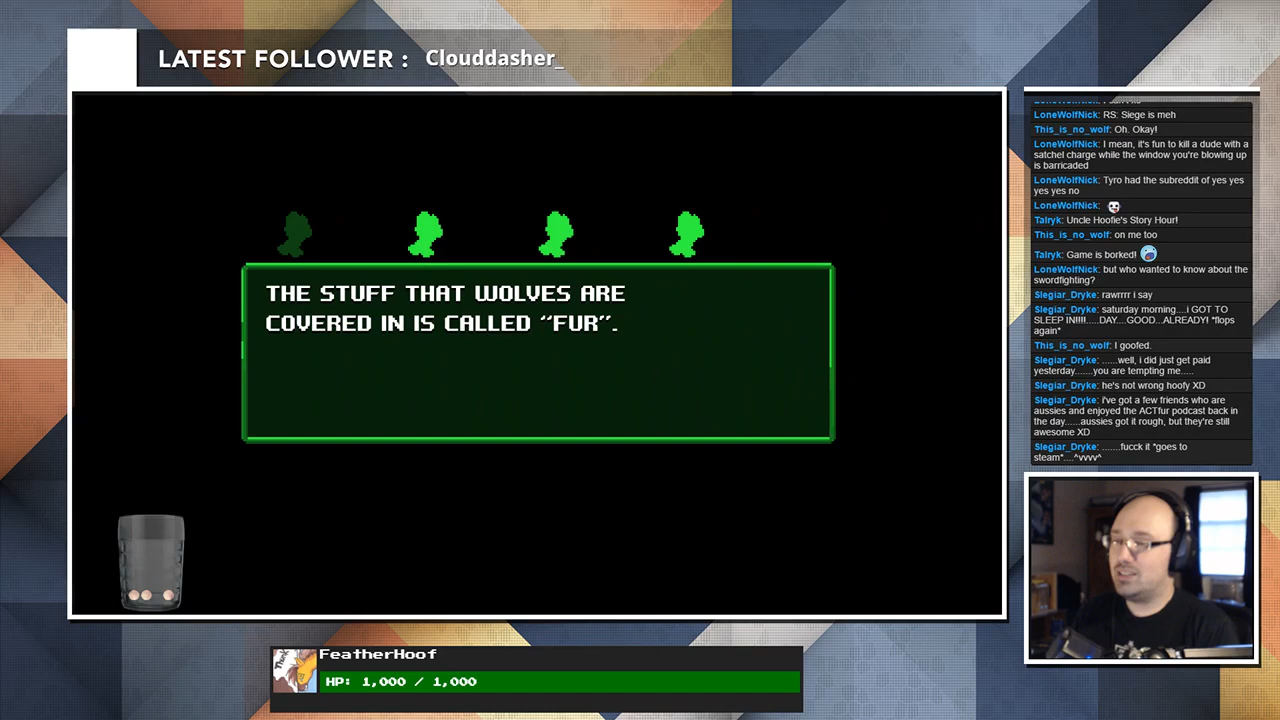 LATEST FOLLOWER : Clouddasher_
THE STUFF THAT WOLVES ARE
COVERED IN IS CALLED “FUR”.
LoneWolfNick: RS: Siege is meh
This_is_no_wolf: Oh. Okay!
LoneWolfNick: I mean, it's fun to kill a dude with a
satchel charge while the window you're blowing up
is barricaded
LoneWolfNick: Tyro had the subreddit of yes yes
yes yes no
LoneWolfNick:
Talryk: Uncle Hoofie's Story Hour!
This_is_no_wolf: on me too
Talryk: Game is borked!
LoneWolfNick: but who wanted to know about the
swordfighting?
Slegiar_Dryke: rawrrrr i say
Slegiar_Dryke: saturday morning....i GOT TO
SLEEP IN!!!!.....DAY....GOOD...ALREADY! *flops
again*
This_is_no_wolf: I goofed.
Slegiar_Dryke: ......well, i did just get paid
yesterday.......you are tempting me.....
Slegiar_Dryke: he's not wrong hoofy XD
Slegiar_Dryke: i've got a few friends who are
aussies and enjoyed the ACTfur podcast back in
the day......aussies got it rough, but they're still
awesome XD
Slegiar_Dryke: .......fucck it *goes to
steam*....^vvvv^
FeatherHoof
HP: 1,000 / 1,000